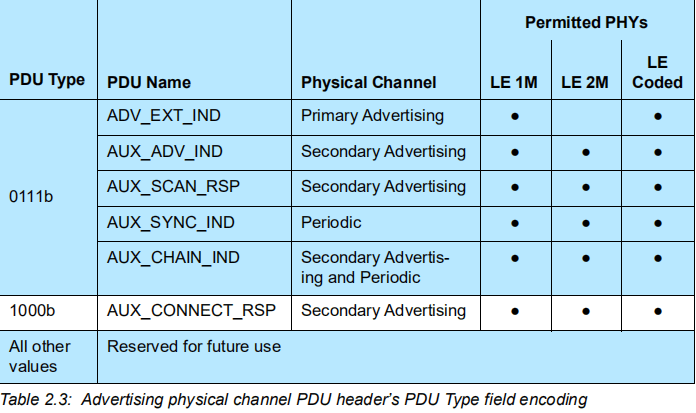 Permitted PHYs
PDU Type PDU Name Physical Channel LE 1M LE 2M LE Coded
0111b
ADV_EXT_IND Primary Advertising ● ●
AUX_ADV_IND Secondary Advertising ● ● ●
AUX_SCAN_RSP Secondary Advertising ● ● ●
AUX_SYNC_IND Periodic ● ● ●
AUX_CHAIN_IND Secondary Advertis-
ing and Periodic ● ● ●
1000b AUX_CONNECT_RSP Secondary Advertising ● ● ●
All other
values Reserved for future use
Table 2.3: Advertising physical channel PDU header's PDU Type field encoding